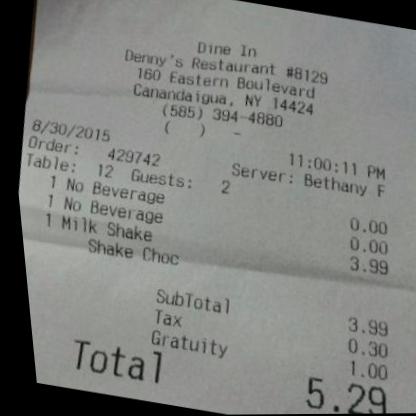 Dine In
Denny's Restaurant #8129
160 Eastern Boulevard
Canandaigua, NY 14424
(585) 394-4880
( ) -
8/30/2015 11:00:11 PM
Order: 429742 Server: Bethany F
Table: 12 Guests: 2
1 No Beverage 0.00
1 No Beverage 0.00
1 Milk Shake 3.99
Shake Choc
SubTotal 3.99
Tax 0.30
Gratuity 1.00
Total 5.29